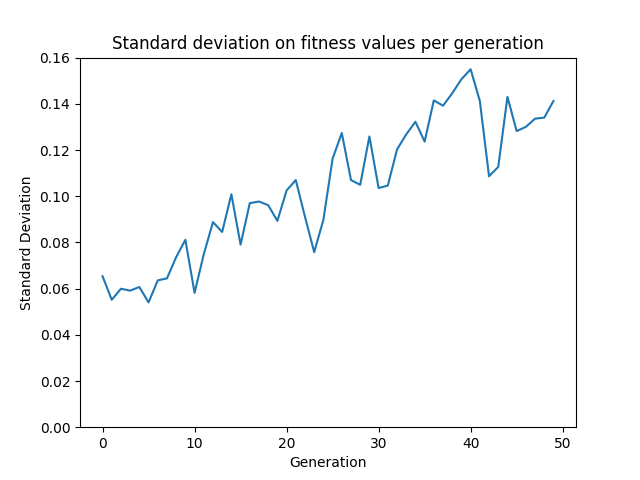 Standard deviation on fitness values per generation
0.16
0.14
0.12
0.10
0.08
0.06
0.04
0.02
0.00
Standard Deviation
0 10 20 30 40 50
Generation